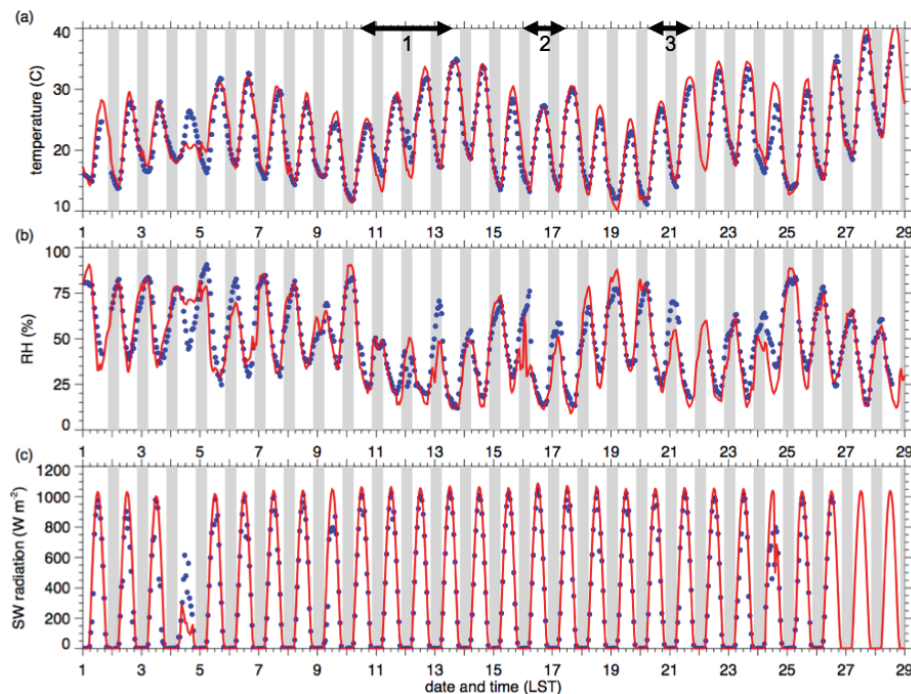 (a)
1 2 3
temperature (C)
40
30
20
10
1 3 5 7 9 11 13 15 17 19 21 23 25 27 29
(b)
RH (%)
100
75
50
25
0
1 3 5 7 9 11 13 15 17 19 21 23 25 27 29
(c)
SW radiation (W m⁻²)
1200
1000
800
600
400
200
0
1 3 5 7 9 11 13 15 17 19 21 23 25 27 29
date and time (LST)